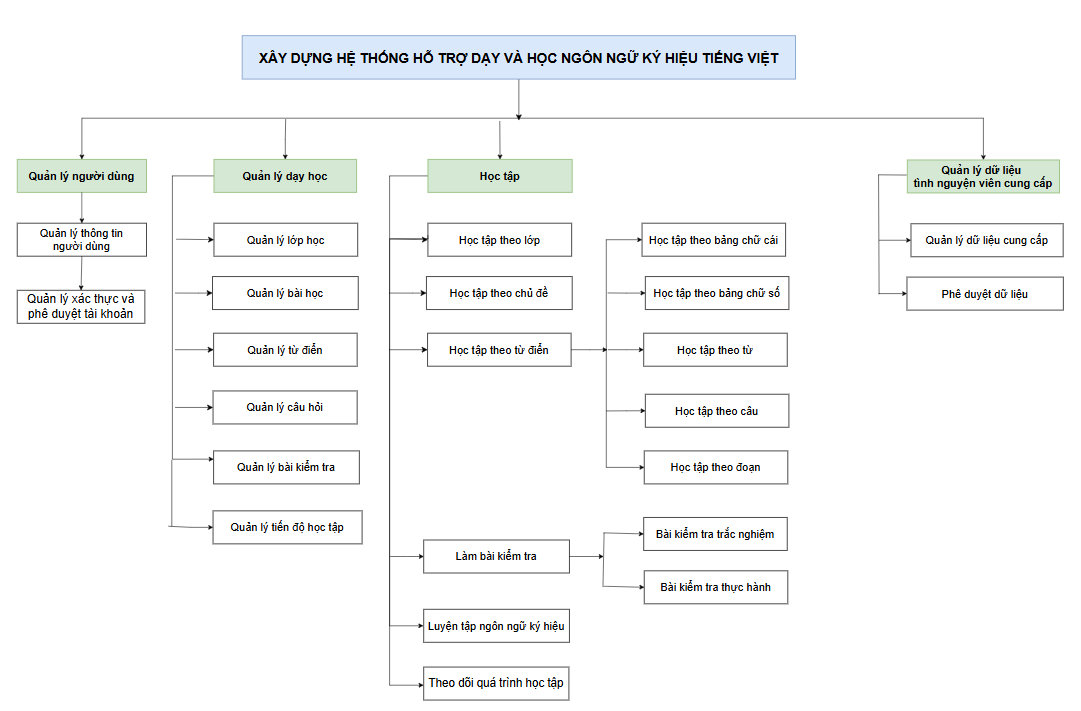 XÂY DỰNG HỆ THỐNG HỖ TRỢ DẠY VÀ HỌC NGÔN NGỮ KÝ HIỆU TIẾNG VIỆT
Quản lý người dùng
Quản lý thông tin
người dùng
Quản lý xác thực và
phê duyệt tài khoản
Quản lý dạy học
Quản lý lớp học
Quản lý bài học
Quản lý từ điển
Quản lý câu hỏi
Quản lý bài kiểm tra
Quản lý tiến độ học tập
Học tập
Học tập theo lớp
Học tập theo chủ đề
Học tập theo từ điển
Học tập theo bảng chữ cái
Học tập theo bảng chữ số
Học tập theo từ
Học tập theo câu
Học tập theo đoạn
Làm bài kiểm tra
Bài kiểm tra trắc nghiệm
Bài kiểm tra thực hành
Luyện tập ngôn ngữ ký hiệu
Theo dõi quá trình học tập
Quản lý dữ liệu
tình nguyện viên cung cấp
Quản lý dữ liệu cung cấp
Phê duyệt dữ liệu